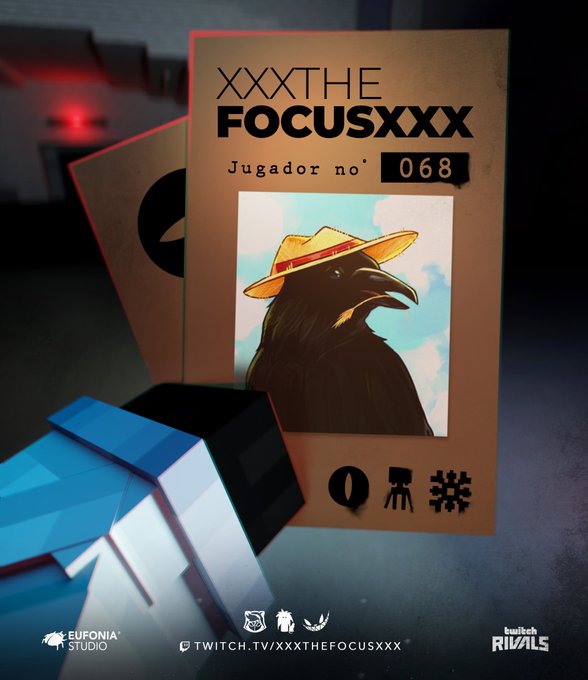 XXXTHE
FOCUSXXX
Jugador no° 068
EUFONIA®
STUDIO
TWITCH.TV/XXXTHEFOCUSXXX
twitch
RIVALS